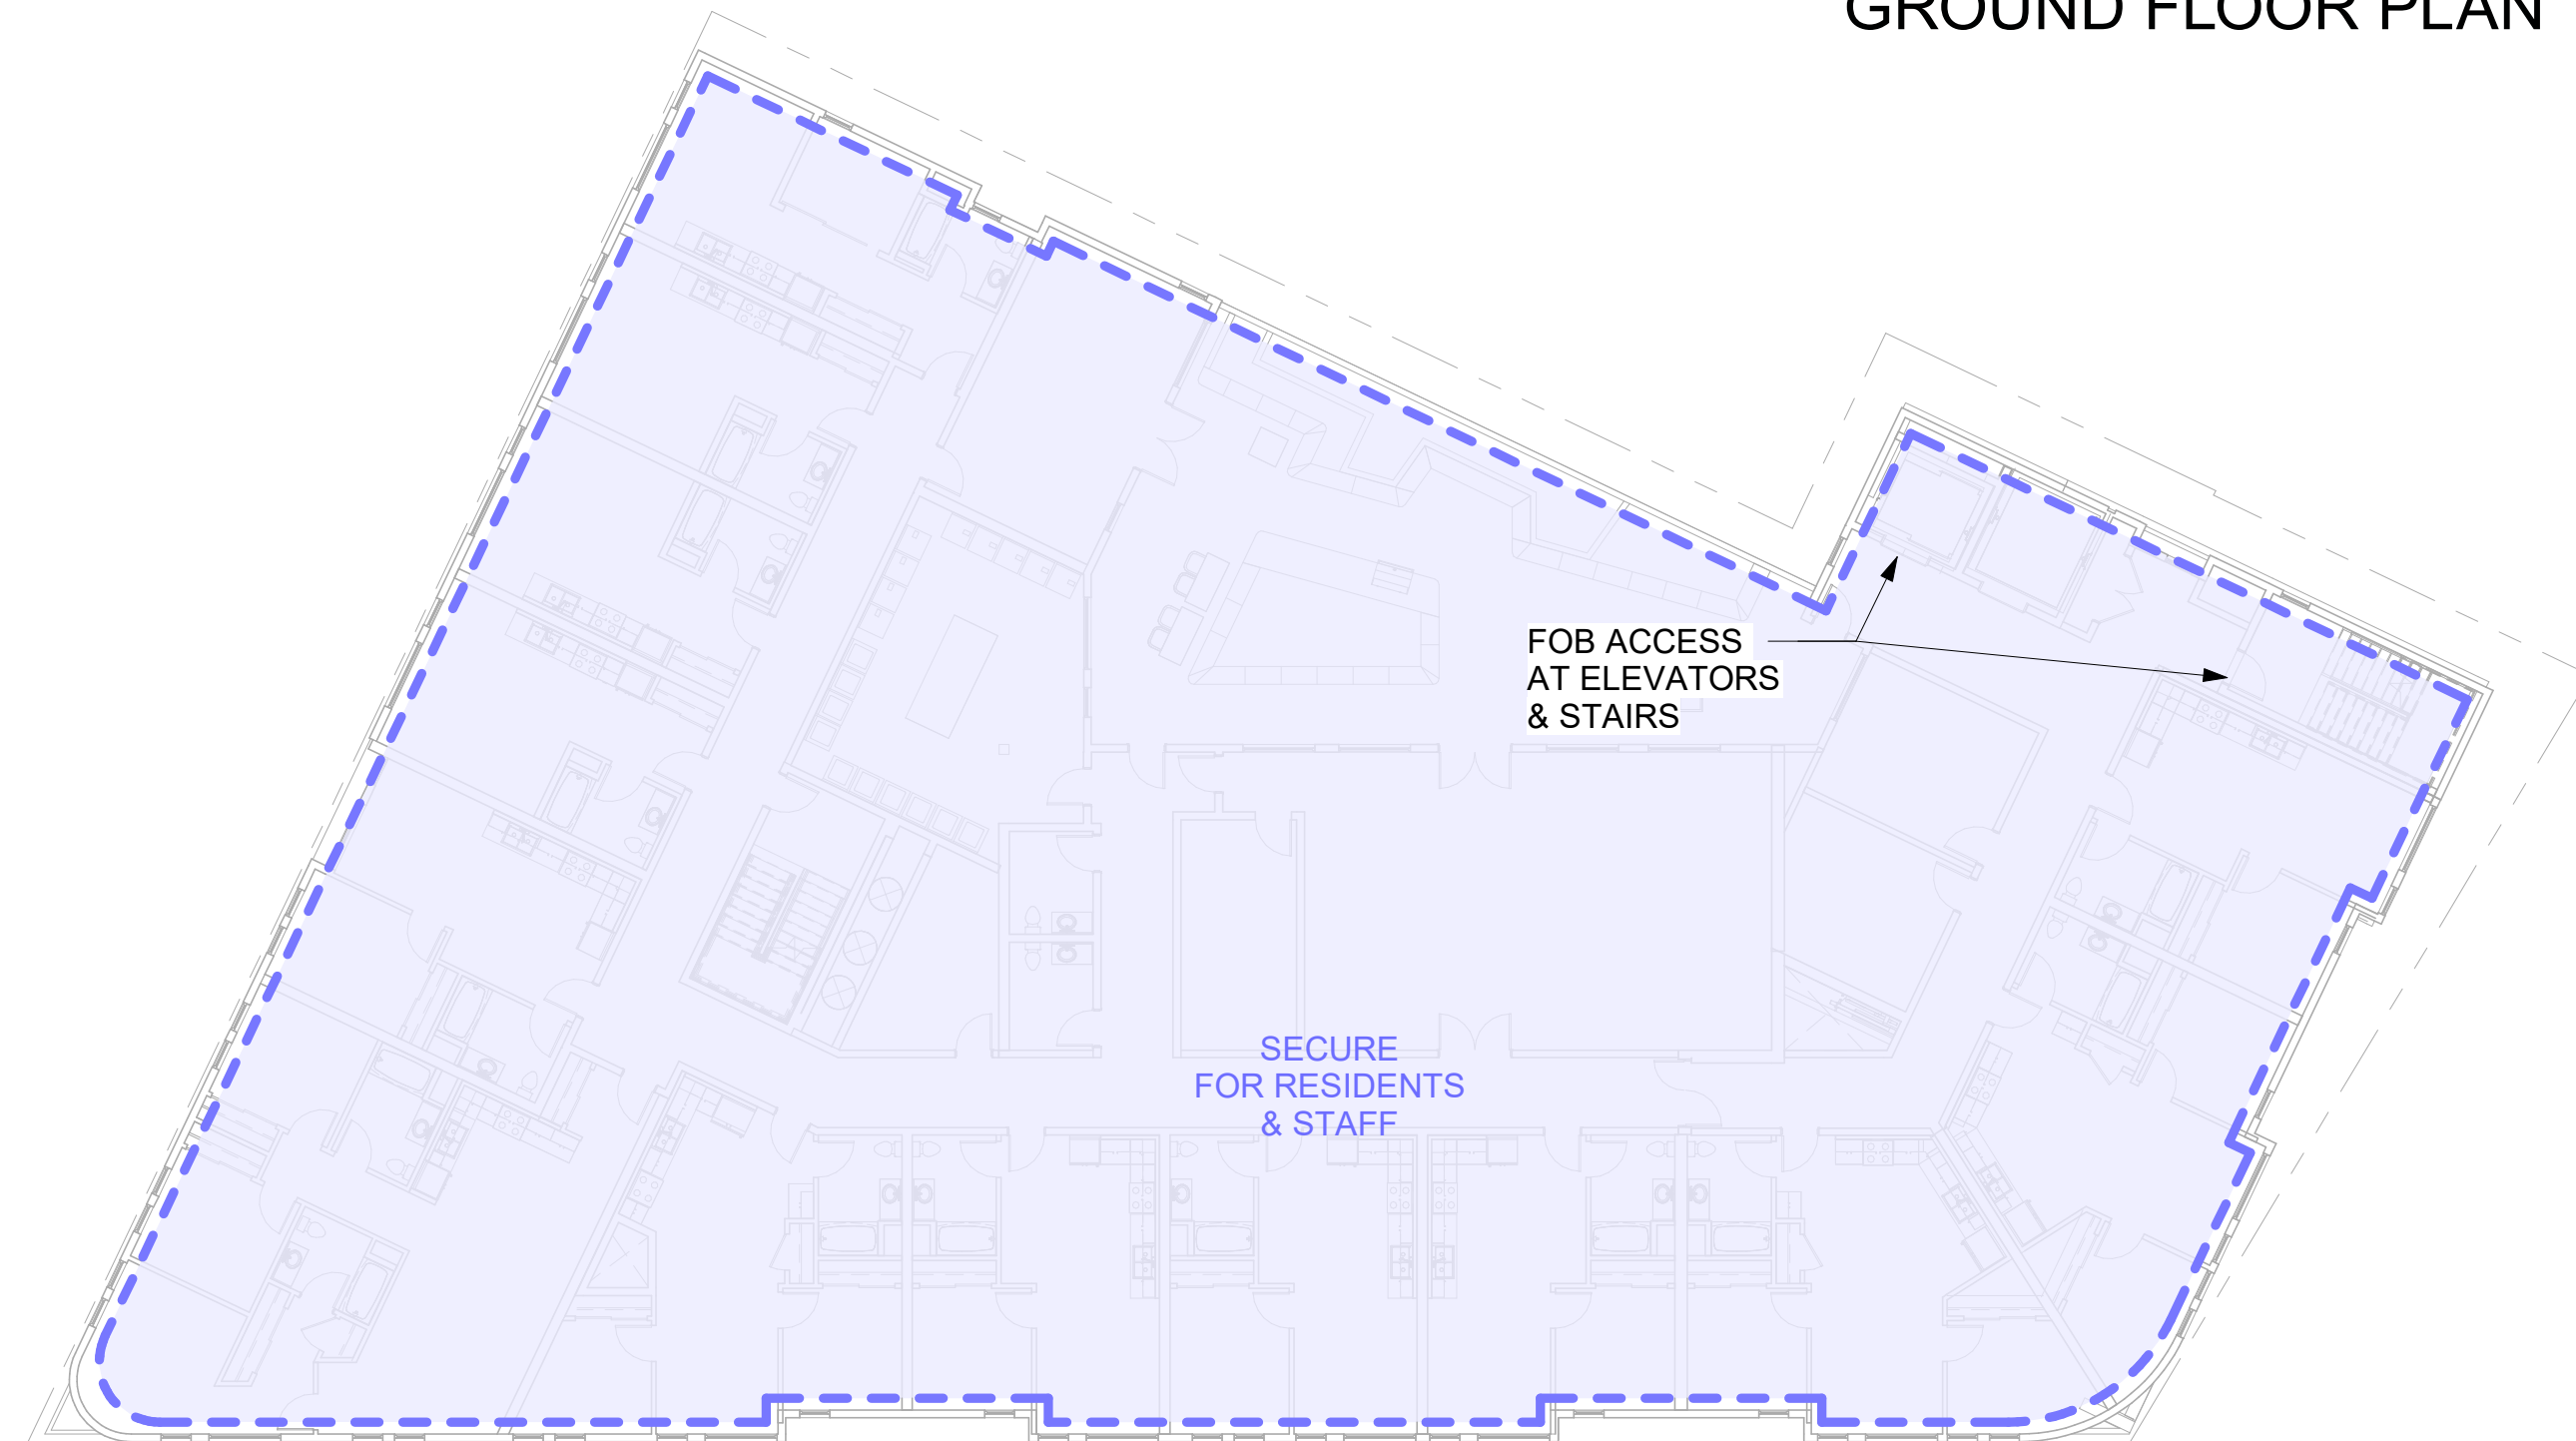 GROUND FLOOR PLAN
FOB ACCESS
AT ELEVATORS
& STAIRS
SECURE
FOR RESIDENTS
& STAFF